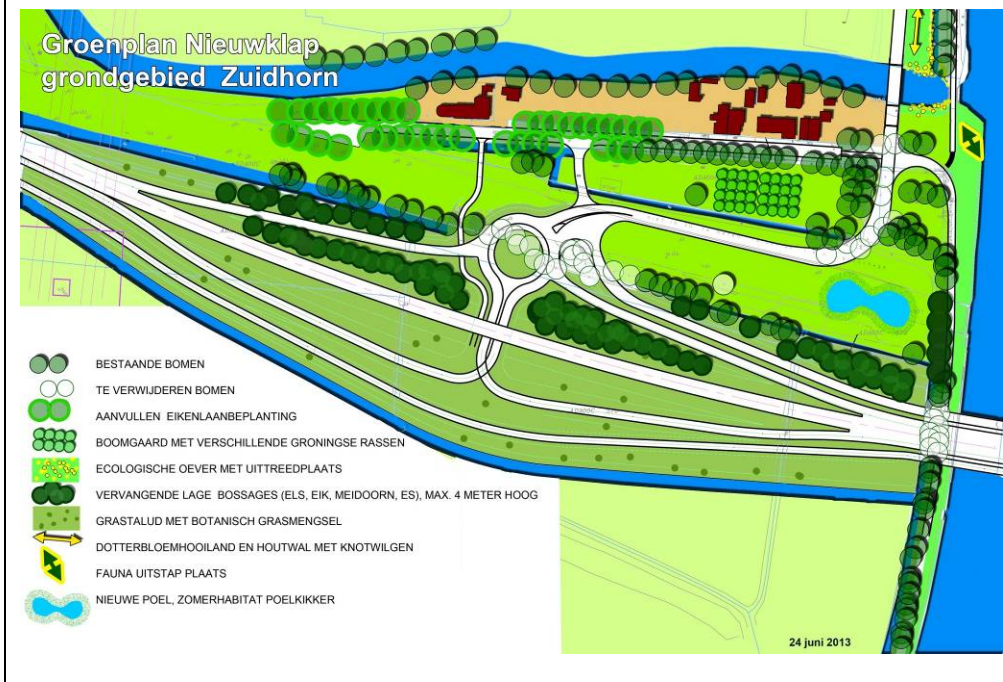 Groenplan Nieuwklap
grondgebied Zuidhorn
BESTAANDE BOMEN
TE VERWIJDEREN BOMEN
AANVULLEN EIKENLAANBEPLANTING
BOOMGAARD MET VERSCHILLENDE GRONINGSE RASSEN
ECOLOGISCHE OEVER MET UITTREEDPLAATS
VERVANGENDE LAGE BOSSAGES (ELS, EIK, MEIDOORN, ES), MAX. 4 METER HOOG
GRASTALUD MET BOTANISCH GRASMENGSEL
DOTTERBLOEMHOOILAND EN HOUTWAL MET KNOTWILGEN
FAUNA UITSTAP PLAATS
NIEUWE POEL, ZOMERHABITAT POELKIKKER
24 juni 2013